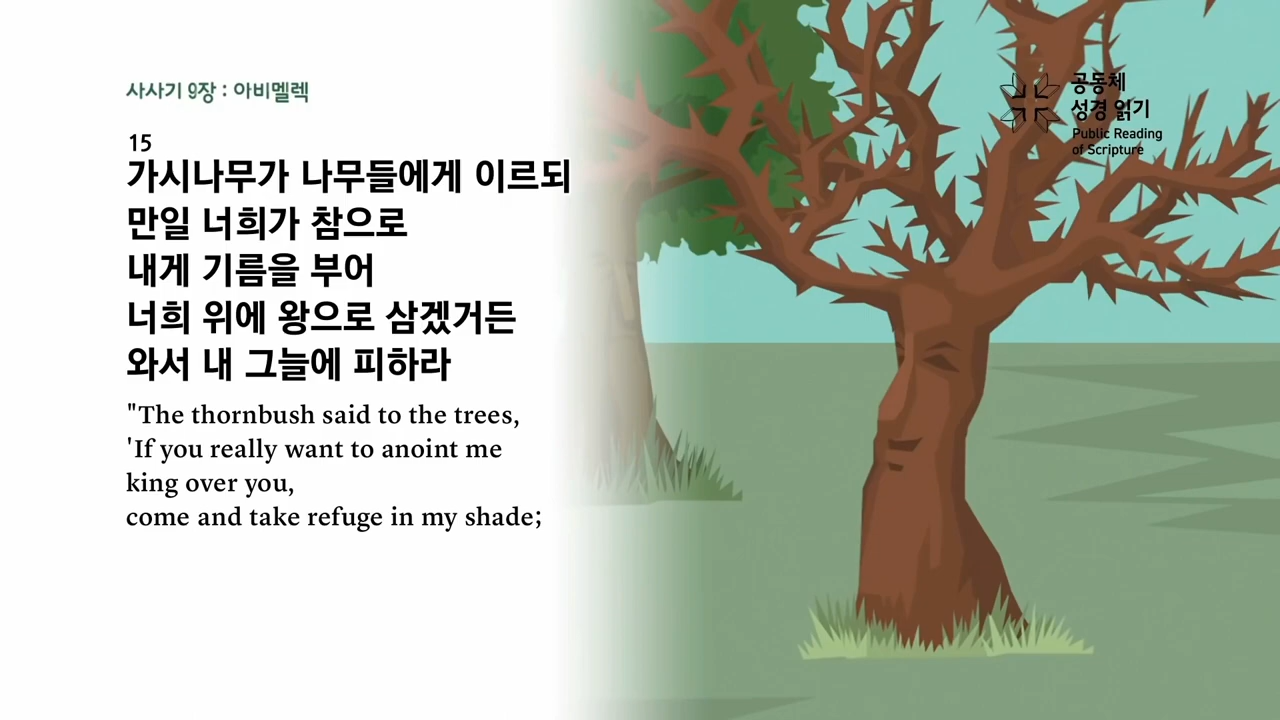 사사기 9장 : 아비멜렉
15
가시나무가 나무들에게 이르되
만일 너희가 참으로
내게 기름을 부어
너희 위에 왕으로 삼겠거든
와서 내 그늘에 피하라
"The thornbush said to the trees,
'If you really want to anoint me
king over you,
come and take refuge in my shade;
공동체
성경 읽기
Public Reading
of Scripture